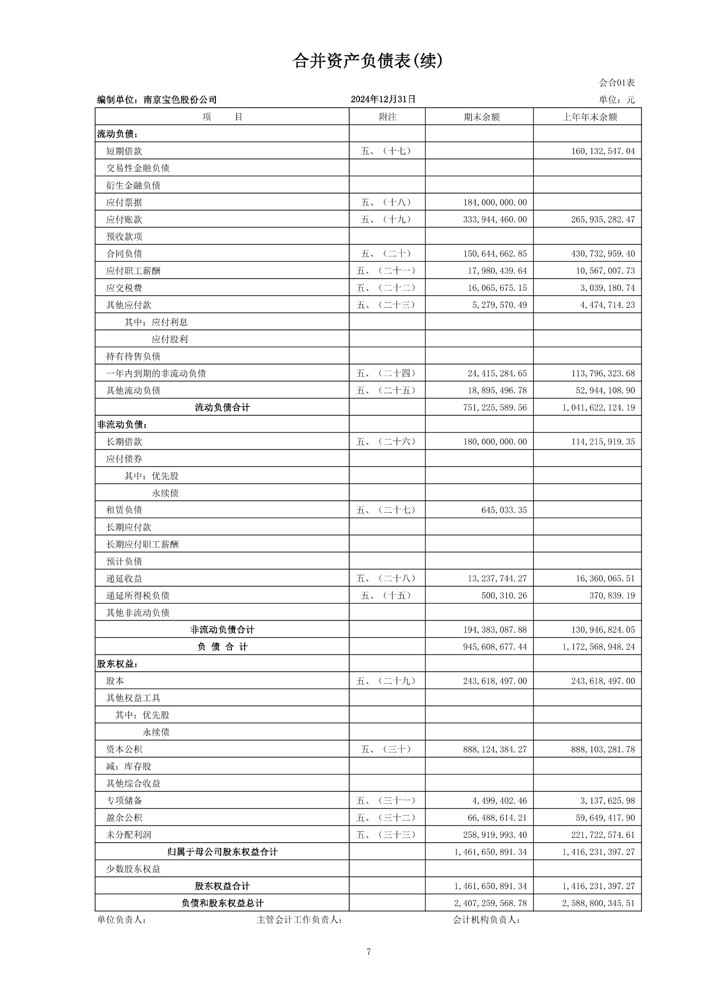 合并资产负债表(续)
会合01表
编制单位：南京宝色股份公司 2024年12月31日 单位：元
项 目 附注 期末余额 上年年末余额
流动负债：
短期借款 五、（十七） 160,132,547.04
交易性金融负债
衍生金融负债
应付票据 五、（十八） 184,000,000.00
应付账款 五、（十九） 333,944,460.00 265,935,282.47
预收款项
合同负债 五、（二十） 150,644,662.85 430,732,959.40
应付职工薪酬 五、（二十一） 17,980,439.64 10,567,007.73
应交税费 五、（二十二） 16,065,675.15 3,039,180.74
其他应付款 五、（二十三） 5,279,570.49 4,474,714.23
其中：应付利息
应付股利
持有待售负债
一年内到期的非流动负债 五、（二十四） 24,415,284.65 113,796,323.68
其他流动负债 五、（二十五） 18,895,496.78 52,944,108.90
流动负债合计 751,225,589.56 1,041,622,124.19
非流动负债：
长期借款 五、（二十六） 180,000,000.00 114,215,919.35
应付债券
其中：优先股
永续债
租赁负债 五、（二十七） 645,033.35
长期应付款
长期应付职工薪酬
预计负债
递延收益 五、（二十八） 13,237,744.27 16,360,065.51
递延所得税负债 五、（十五） 500,310.26 370,839.19
其他非流动负债
非流动负债合计 194,383,087.88 130,946,824.05
负 债 合 计 945,608,677.44 1,172,568,948.24
股东权益：
股本 五、（二十九） 243,618,497.00 243,618,497.00
其他权益工具
其中：优先股
永续债
资本公积 五、（三十） 888,124,384.27 888,103,281.78
减：库存股
其他综合收益
专项储备 五、（三十一） 4,499,402.46 3,137,625.98
盈余公积 五、（三十二） 66,488,614.21 59,649,417.90
未分配利润 五、（三十三） 258,919,993.40 221,722,574.61
归属于母公司股东权益合计 1,461,650,891.34 1,416,231,397.27
少数股东权益
股东权益合计 1,461,650,891.34 1,416,231,397.27
负债和股东权益总计 2,407,259,568.78 2,588,800,345.51
单位负责人： 主管会计工作负责人： 会计机构负责人：
7